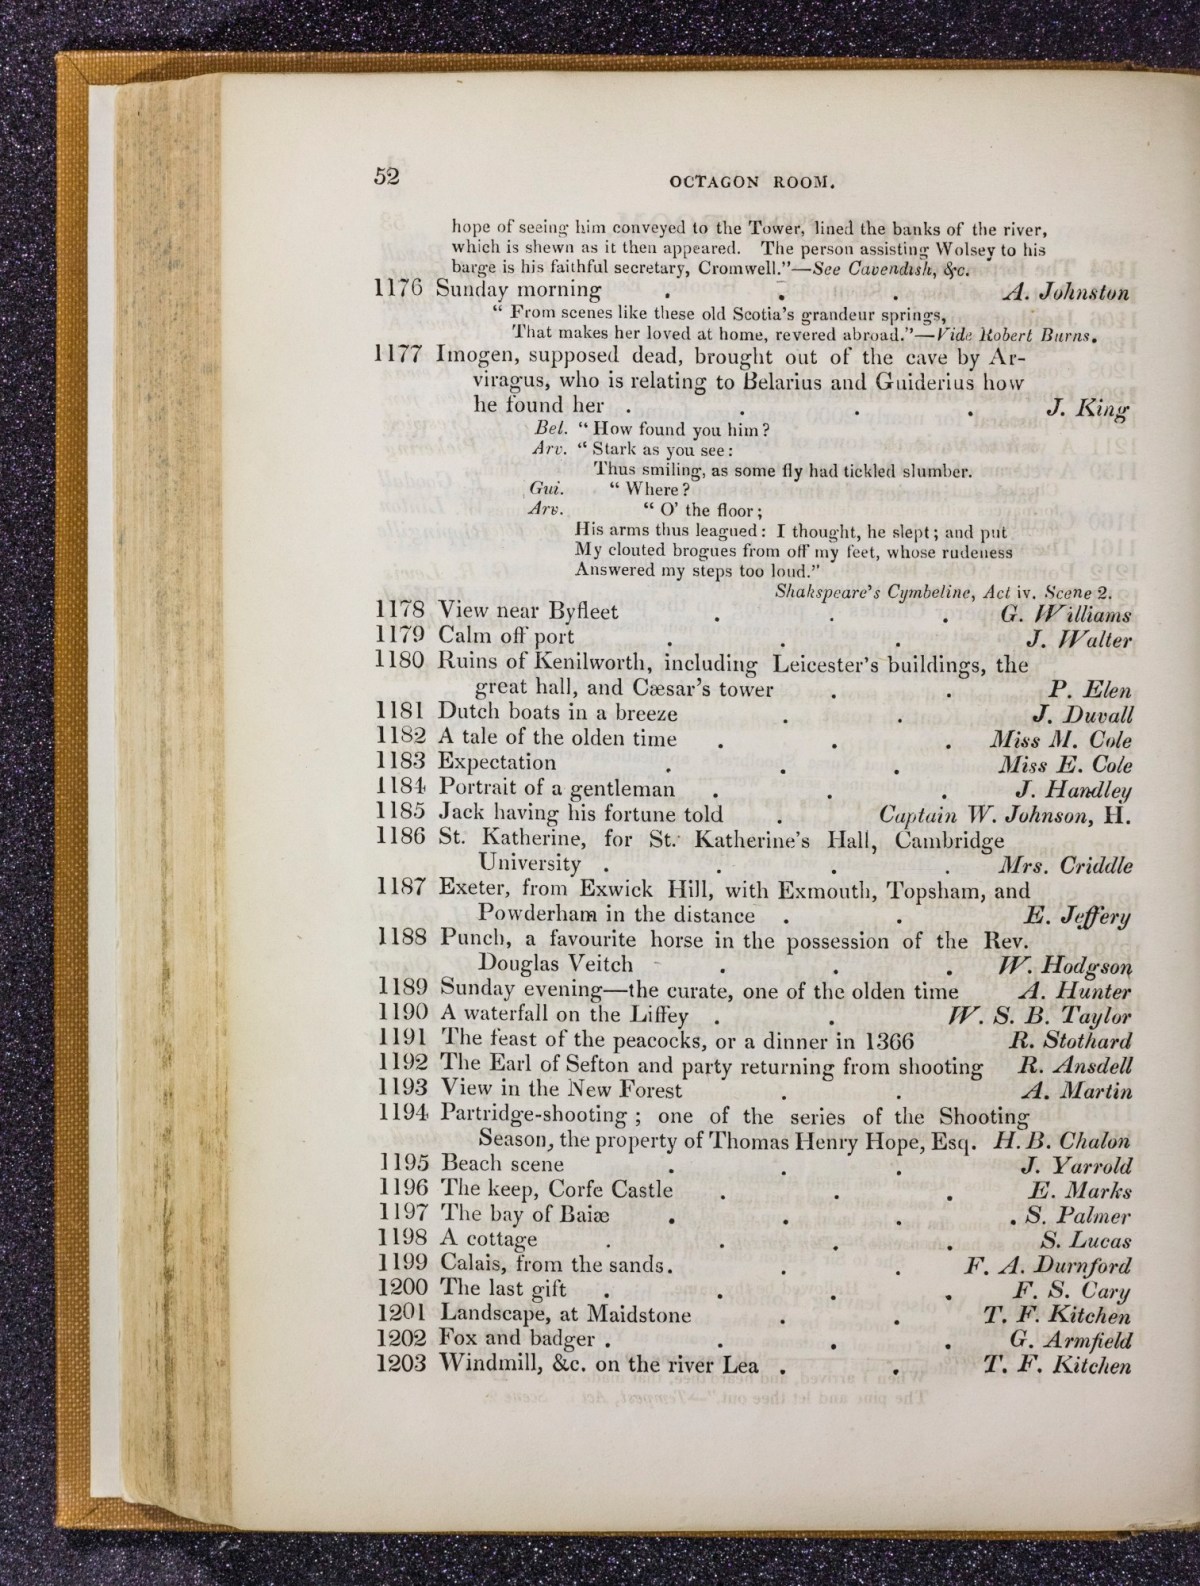 52
OCTAGON ROOM.
hope of seeing him conveyed to the Tower, lined the banks of the river,
which is shewn as it then appeared. The person assisting Wolsey to his
barge is his faithful secretary, Cromwell.”—See Cavendish, &c.
1176 Sunday morning . . . A. Johnston
“ From scenes like these old Scotia's grandeur springs,
That makes her loved at home, revered abroad.”—Vide Robert Burns.
1177 Imogen, supposed dead, brought out of the cave by Ar-
viragus, who is relating to Belarius and Guiderius how
he found her . . . . J. King
Bel. “ How found you him ?
Arv. “ Stark as you see :
Thus smiling, as some fly had tickled slumber.
Gui. “ Where ?
Arv. “ O' the floor ;
His arms thus leagued : I thought, he slept ; and put
My clouted brogues from off my feet, whose rudeness
Answered my steps too loud.”
Shakspeare's Cymbeline, Act iv. Scene 2.
1178 View near Byfleet . . . G. Williams
1179 Calm off port . . . J. Walter
1180 Ruins of Kenilworth, including Leicester's buildings, the
great hall, and Cæsar's tower . . P. Elen
1181 Dutch boats in a breeze . . J. Duvall
1182 A tale of the olden time . . . Miss M. Cole
1183 Expectation . . . Miss E. Cole
1184 Portrait of a gentleman . . . J. Handley
1185 Jack having his fortune told . Captain W. Johnson, H.
1186 St. Katherine, for St. Katherine's Hall, Cambridge
University . . . . Mrs. Criddle
1187 Exeter, from Exwick Hill, with Exmouth, Topsham, and
Powderham in the distance . . E. Jeffery
1188 Punch, a favourite horse in the possession of the Rev.
Douglas Veitch . . . W. Hodgson
1189 Sunday evening—the curate, one of the olden time A. Hunter
1190 A waterfall on the Liffey . . W. S. B. Taylor
1191 The feast of the peacocks, or a dinner in 1366 R. Stothard
1192 The Earl of Sefton and party returning from shooting R. Ansdell
1193 View in the New Forest . . A. Martin
1194 Partridge-shooting ; one of the series of the Shooting
Season, the property of Thomas Henry Hope, Esq. H. B. Chalon
1195 Beach scene . . . J. Yarrold
1196 The keep, Corfe Castle . . . E. Marks
1197 The bay of Baiæ . . . . S. Palmer
1198 A cottage . . . . S. Lucas
1199 Calais, from the sands. . . F. A. Durnford
1200 The last gift . . . . F. S. Cary
1201 Landscape, at Maidstone . . T. F. Kitchen
1202 Fox and badger . . . . G. Armfield
1203 Windmill, &c. on the river Lea . . T. F. Kitchen